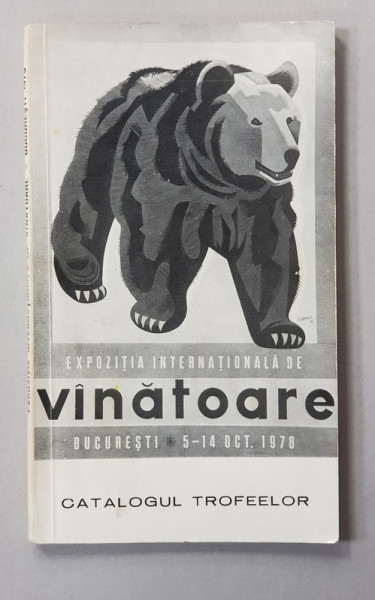 EXPOZIȚIA INTERNAȚIONALĂ DE
vînătoare
BUCUREȘTI * 5-14 OCT. 1978
CATALOGUL TROFEELOR